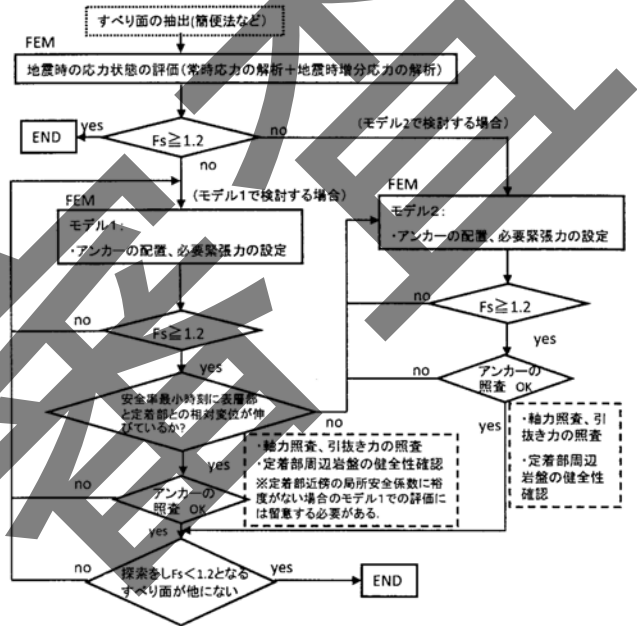 すべり面の抽出(簡便法など)
FEM
地震時の応力状態の評価(常時応力の解析＋地震時増分応力の解析)
yes
END
Fs≧1.2
no
(モデル2で検討する場合)
no
(モデル1で検討する場合)
FEM
モデル1:
・アンカーの配置、必要緊張力の設定
FEM
モデル2:
・アンカーの配置、必要緊張力の設定
no
Fs≧1.2
yes
no
Fs≧1.2
yes
no
アンカーの
照査 OK
yes
安全率最小時刻に表層部
と定着部との相対変位が伸
びているか?
no
yes
・軸力照査、引抜き力の照査
・定着部周辺岩盤の健全性確認
※定着部近傍の局所安全係数に裕
度がない場合のモデル1での評価に
は留意する必要がある.
・軸力照査、引
抜き力の照査
・定着部周辺
岩盤の健全性
確認
no
アンカーの
照査 OK
yes
no
探索をしFs＜1.2となる
すべり面が他にない
yes
END